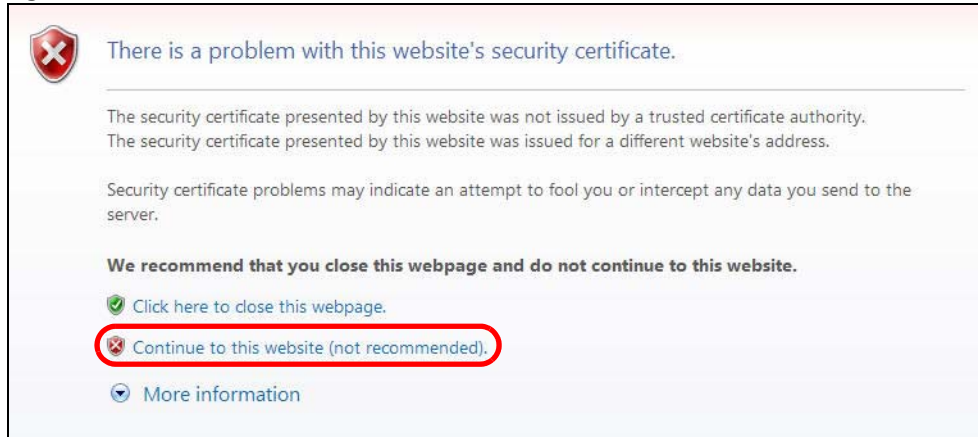 There is a problem with this website's security certificate.
The security certificate presented by this website was not issued by a trusted certificate authority.
The security certificate presented by this website was issued for a different website's address.
Security certificate problems may indicate an attempt to fool you or intercept any data you send to the
server.
We recommend that you close this webpage and do not continue to this website.
Click here to close this webpage.
Continue to this website (not recommended).
More information